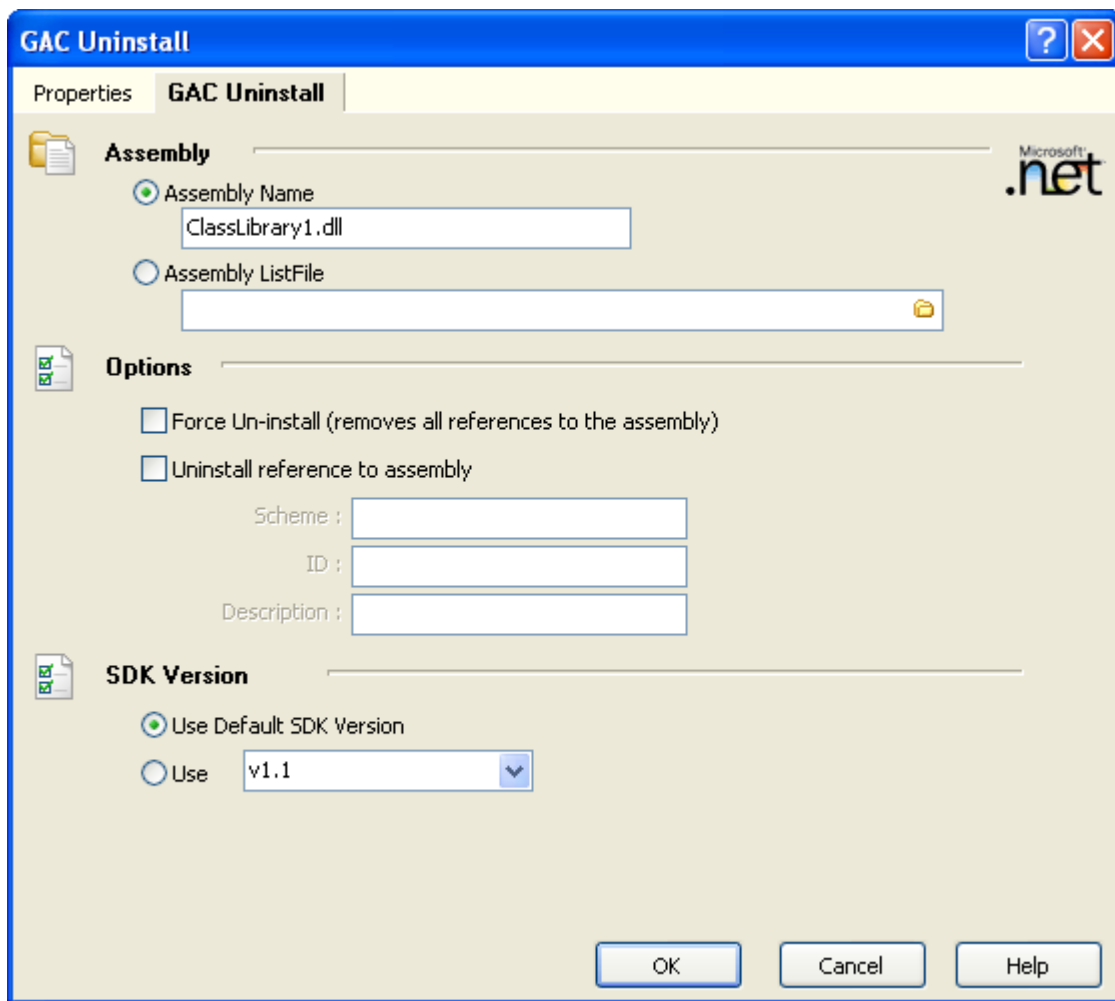 GAC Uninstall
Properties GAC Uninstall
Assembly
Microsoft
.net
Assembly Name
ClassLibrary1.dll
Assembly ListFile
Options
Force Un-install (removes all references to the assembly)
Uninstall reference to assembly
Scheme :
ID :
Description :
SDK Version
Use Default SDK Version
Use v1.1
OK Cancel Help